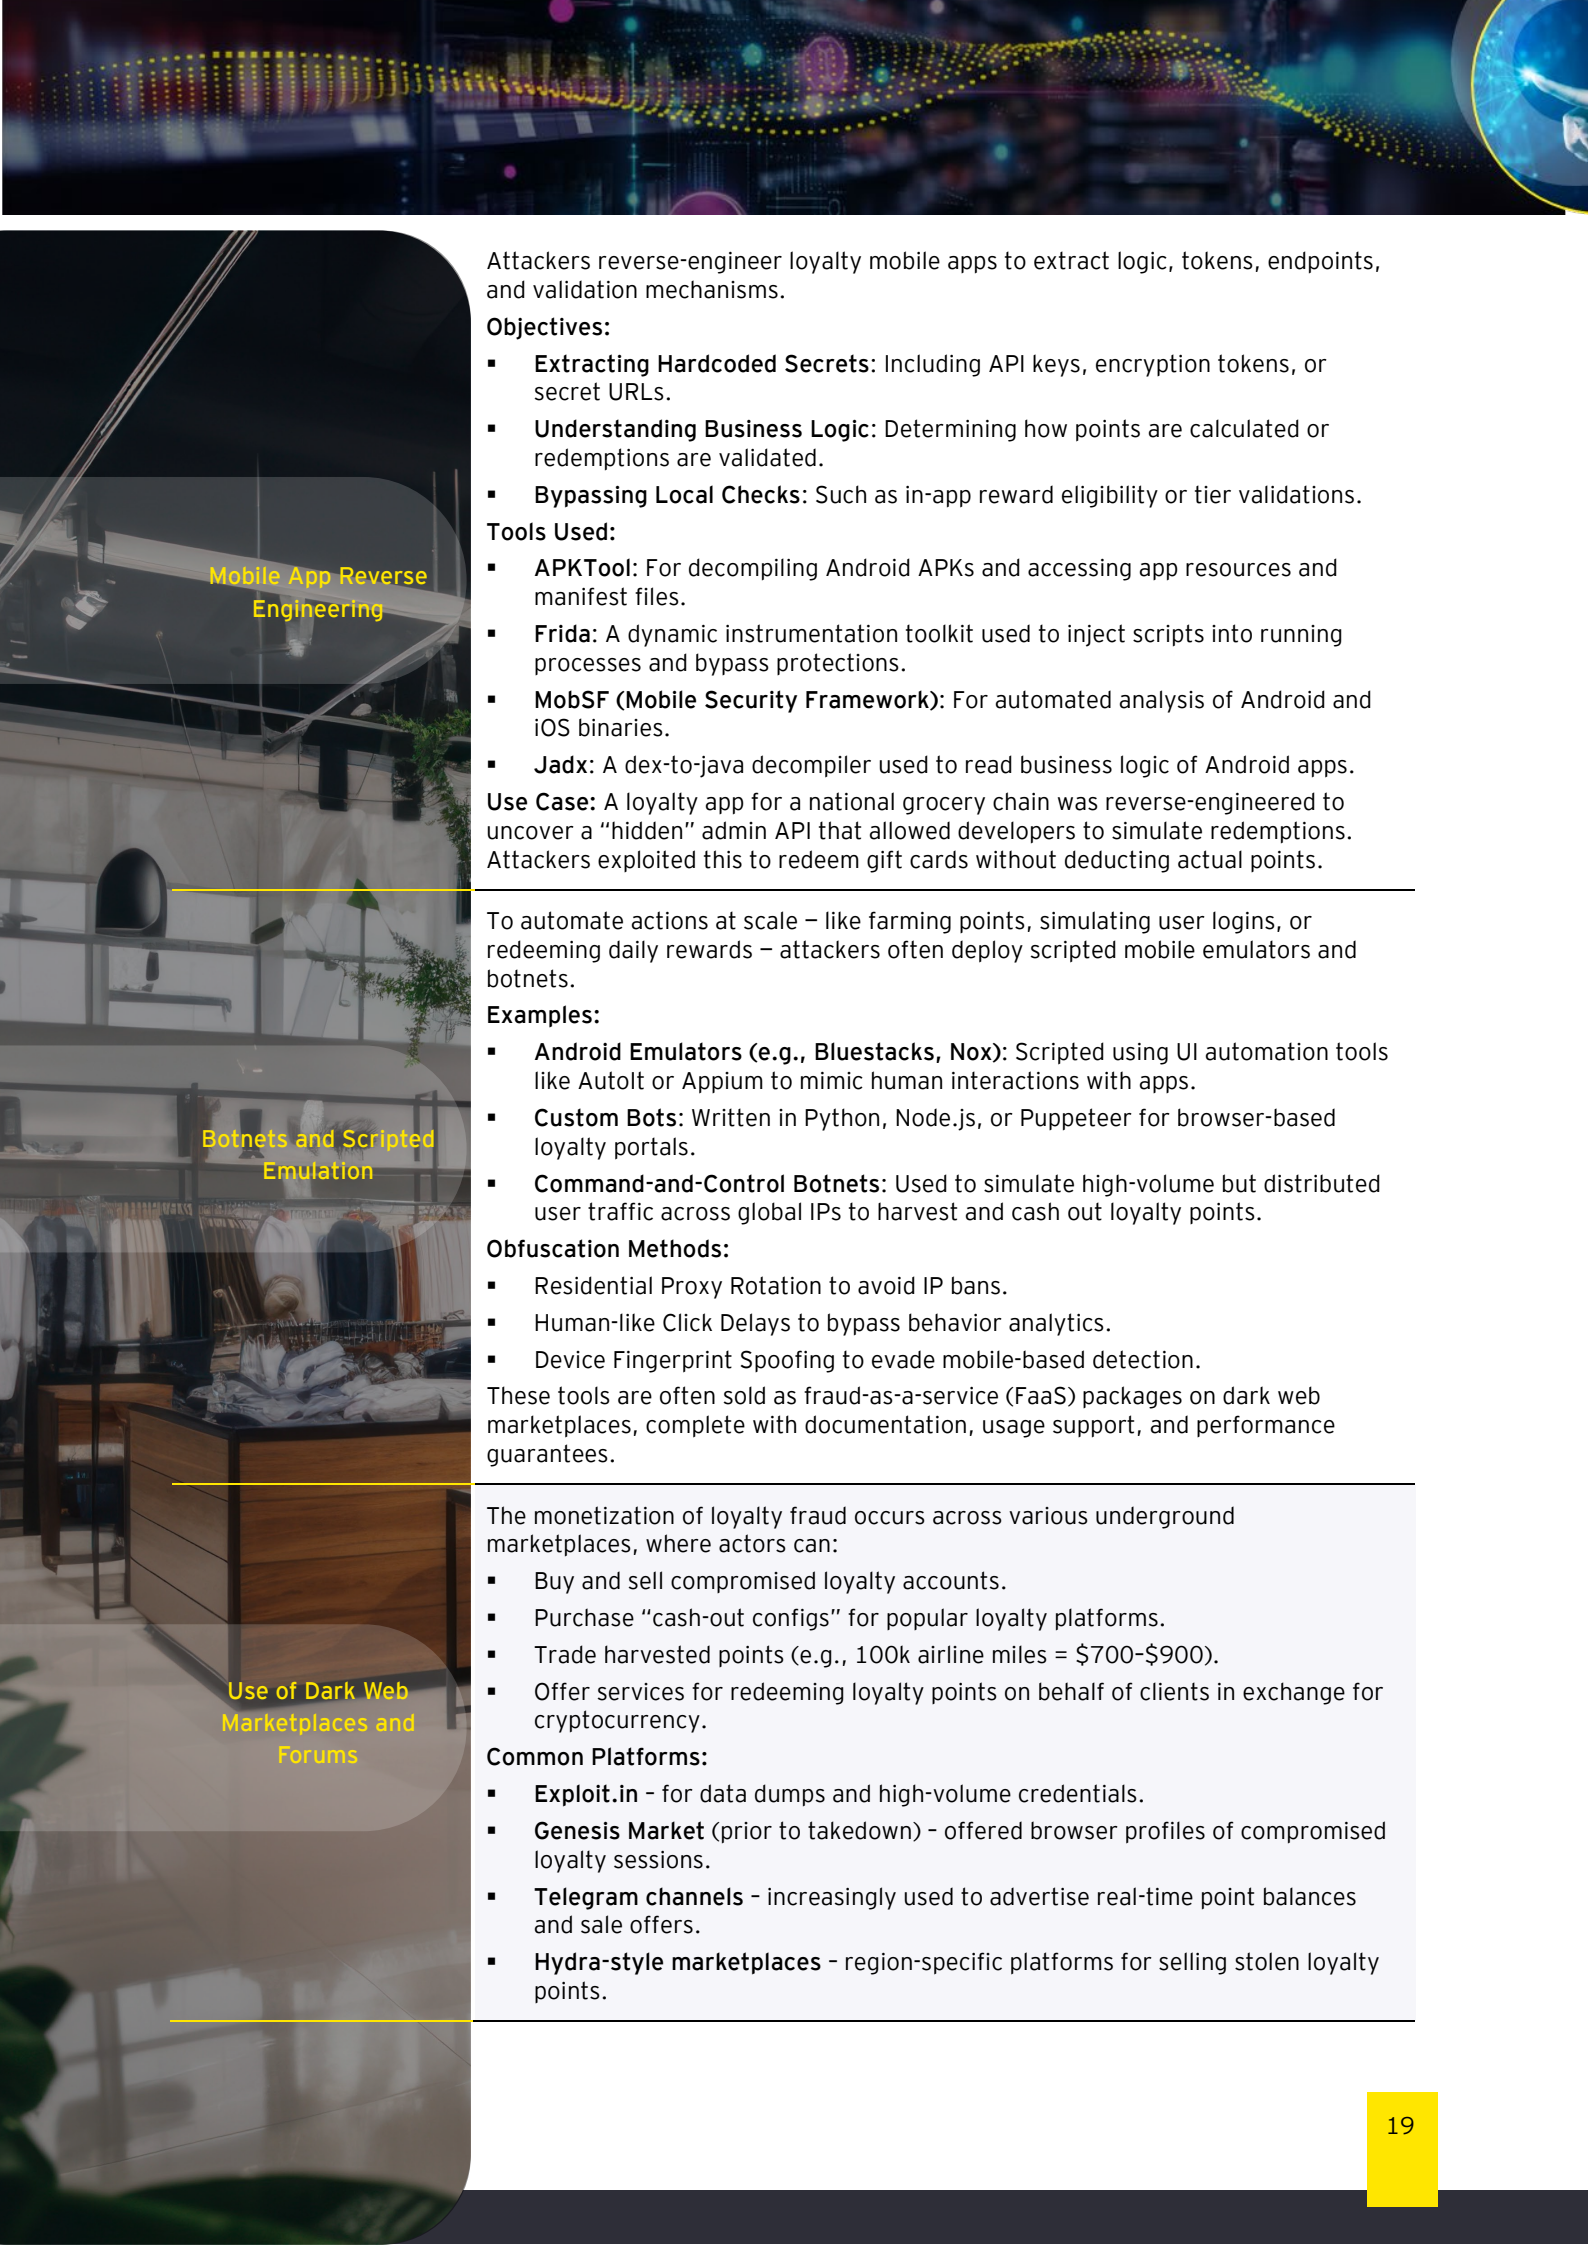 Attackers reverse-engineer loyalty mobile apps to extract logic, tokens, endpoints,
and validation mechanisms.
Objectives:
▪ Extracting Hardcoded Secrets: Including API keys, encryption tokens, or
secret URLs.
▪ Understanding Business Logic: Determining how points are calculated or
redemptions are validated.
▪ Bypassing Local Checks: Such as in-app reward eligibility or tier validations.
Tools Used:
▪ APKTool: For decompiling Android APKs and accessing app resources and
manifest files.
▪ Frida: A dynamic instrumentation toolkit used to inject scripts into running
processes and bypass protections.
▪ MobSF (Mobile Security Framework): For automated analysis of Android and
iOS binaries.
▪ Jadx: A dex-to-java decompiler used to read business logic of Android apps.
Use Case: A loyalty app for a national grocery chain was reverse-engineered to
uncover a “hidden” admin API that allowed developers to simulate redemptions.
Attackers exploited this to redeem gift cards without deducting actual points.
Mobile App Reverse
Engineering
To automate actions at scale — like farming points, simulating user logins, or
redeeming daily rewards — attackers often deploy scripted mobile emulators and
botnets.
Examples:
▪ Android Emulators (e.g., Bluestacks, Nox): Scripted using UI automation tools
like AutoIt or Appium to mimic human interactions with apps.
▪ Custom Bots: Written in Python, Node.js, or Puppeteer for browser-based
loyalty portals.
▪ Command-and-Control Botnets: Used to simulate high-volume but distributed
user traffic across global IPs to harvest and cash out loyalty points.
Obfuscation Methods:
▪ Residential Proxy Rotation to avoid IP bans.
▪ Human-like Click Delays to bypass behavior analytics.
▪ Device Fingerprint Spoofing to evade mobile-based detection.
These tools are often sold as fraud-as-a-service (FaaS) packages on dark web
marketplaces, complete with documentation, usage support, and performance
guarantees.
Botnets and Scripted
Emulation
The monetization of loyalty fraud occurs across various underground
marketplaces, where actors can:
▪ Buy and sell compromised loyalty accounts.
▪ Purchase “cash-out configs” for popular loyalty platforms.
▪ Trade harvested points (e.g., 100k airline miles = $700–$900).
▪ Offer services for redeeming loyalty points on behalf of clients in exchange for
cryptocurrency.
Common Platforms:
▪ Exploit.in – for data dumps and high-volume credentials.
▪ Genesis Market (prior to takedown) – offered browser profiles of compromised
loyalty sessions.
▪ Telegram channels – increasingly used to advertise real-time point balances
and sale offers.
▪ Hydra-style marketplaces – region-specific platforms for selling stolen loyalty
points.
Use of Dark Web
Marketplaces and
Forums
19